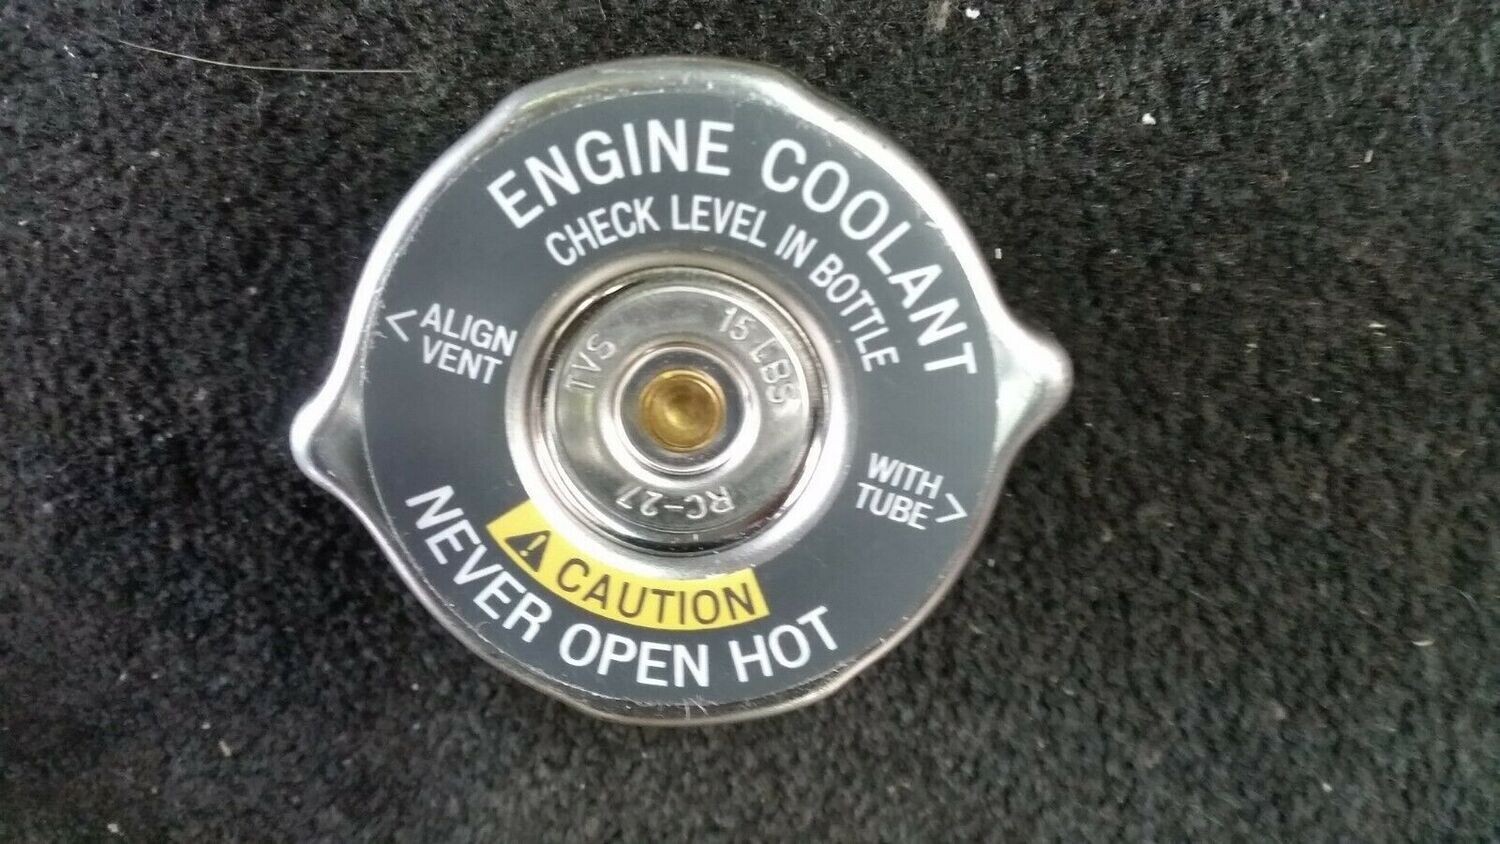 ENGINE COOLANT
CHECK LEVEL IN BOTTLE
< ALIGN
VENT
TVS
15 LBS
RC-27
WITH
TUBE >
CAUTION
NEVER OPEN HOT